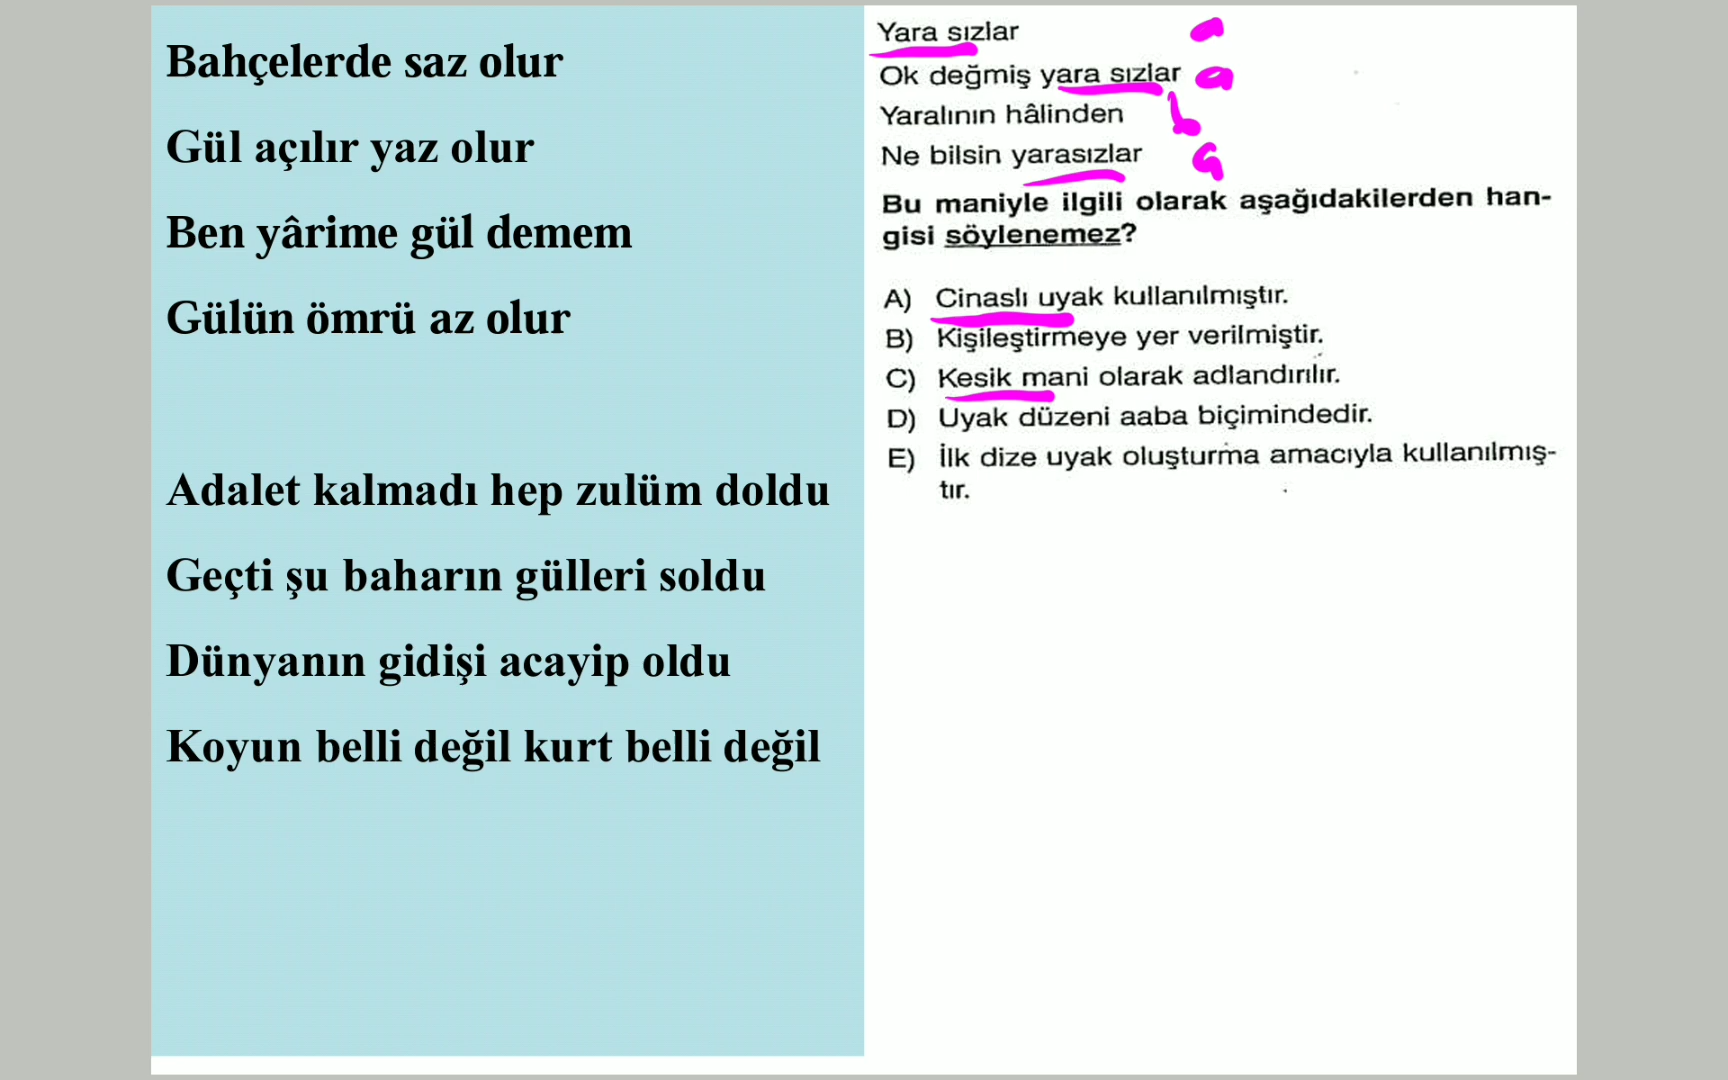 Bahçelerde saz olur
Gül açılır yaz olur
Ben yârime gül demem
Gülün ömrü az olur
Adalet kalmadı hep zulüm doldu
Geçti şu baharın gülleri soldu
Dünyanın gidişi acayip oldu
Koyun belli değil kurt belli değil
Yara sızlar a
Ok değmiş yara sızlar a
Yaralının hâlinden b
Ne bilsin yarasızlar a
Bu maniyle ilgili olarak aşağıdakilerden han-
gisi söylenemez?
A) Cinaslı uyak kullanılmıştır.
B) Kişileştirmeye yer verilmiştir.
C) Kesik mani olarak adlandırılır.
D) Uyak düzeni aaba biçimindedir.
E) İlk dize uyak oluşturma amacıyla kullanılmış-
tır.